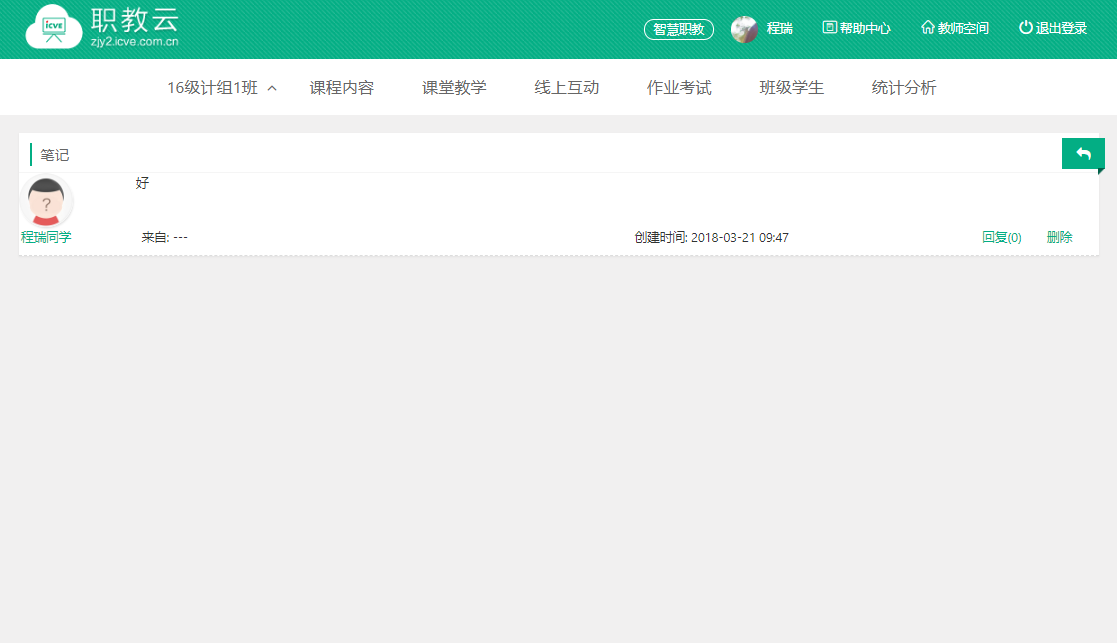 icve 职教云
zjy2.icve.com.cn
智慧职教 程瑞 帮助中心 教师空间 退出登录
16级计组1班 课程内容 课堂教学 线上互动 作业考试 班级学生 统计分析
笔记
好
?
程瑞同学 来自: --- 创建时间: 2018-03-21 09:47 回复(0) 删除